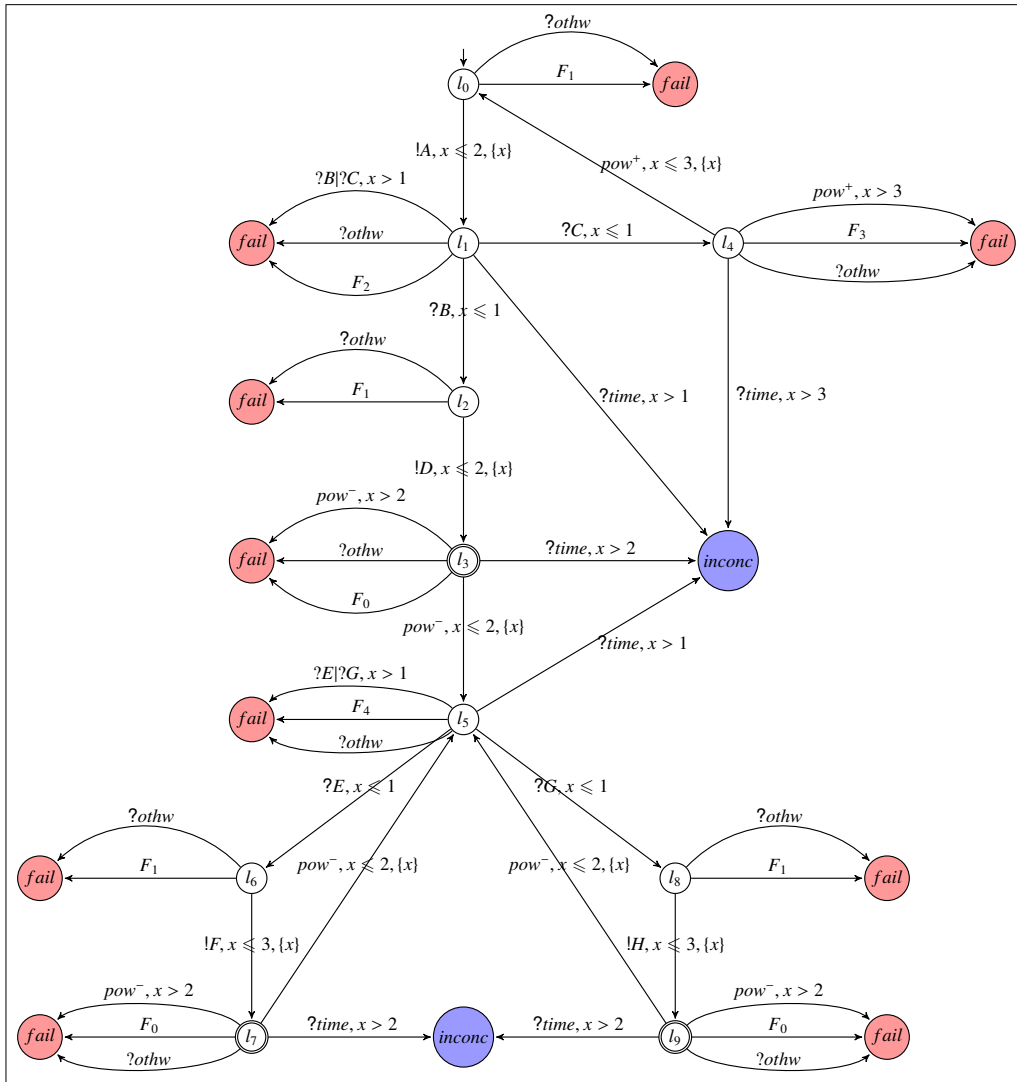 ?othw
l₀
F₁
fail
!A, x ⩽ 2, {x}
pow⁺, x ⩽ 3, {x}
?B|?C, x > 1
pow⁺, x > 3
fail
?othw
l₁
?C, x ⩽ 1
l₄
F₃
fail
F₂
?othw
?B, x ⩽ 1
?othw
fail
F₁
l₂
?time, x > 1
?time, x > 3
!D, x ⩽ 2, {x}
pow⁻, x > 2
fail
?othw
l₃
?time, x > 2
inconc
F₀
pow⁻, x ⩽ 2, {x}
?time, x > 1
?E|?G, x > 1
fail
F₄
l₅
?othw
?E, x ⩽ 1
?G, x ⩽ 1
?othw
?othw
pow⁻, x ⩽ 2, {x}
pow⁻, x ⩽ 2, {x}
fail
F₁
l₆
l₈
F₁
fail
!F, x ⩽ 3, {x}
!H, x ⩽ 3, {x}
pow⁻, x > 2
pow⁻, x > 2
fail
F₀
l₇
?time, x > 2
inconc
?time, x > 2
l₉
F₀
fail
?othw
?othw